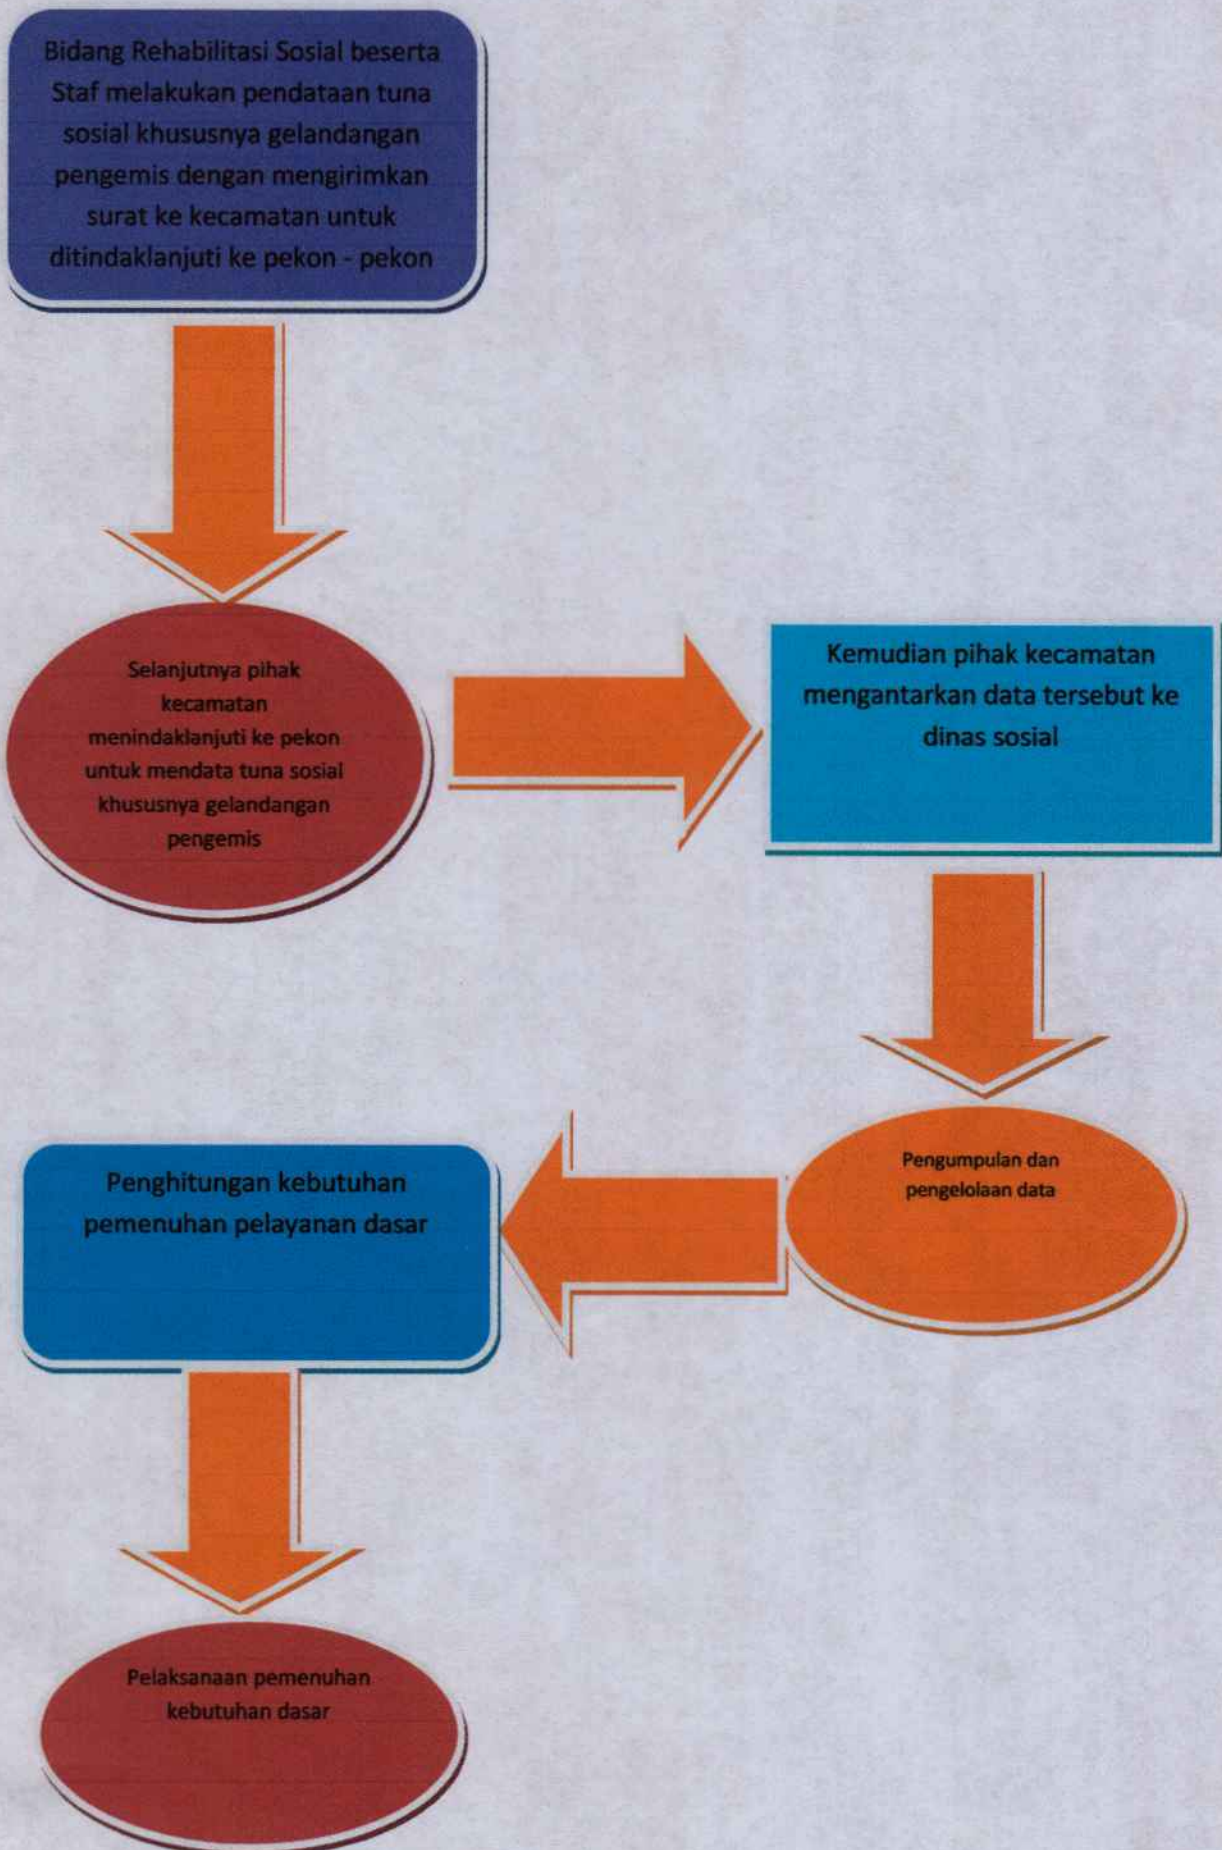 Bidang Rehabilitasi Sosial beserta
Staf melakukan pendataan tuna
sosial khususnya gelandangan
pengemis dengan mengirimkan
surat ke kecamatan untuk
ditindaklanjuti ke pekon - pekon
Selanjutnya pihak
kecamatan
menindaklanjuti ke pekon
untuk mendata tuna sosial
khususnya gelandangan
pengemis
Kemudian pihak kecamatan
mengantarkan data tersebut ke
dinas sosial
Pengumpulan dan
pengelolaan data
Penghitungan kebutuhan
pemenuhan pelayanan dasar
Pelaksanaan pemenuhan
kebutuhan dasar